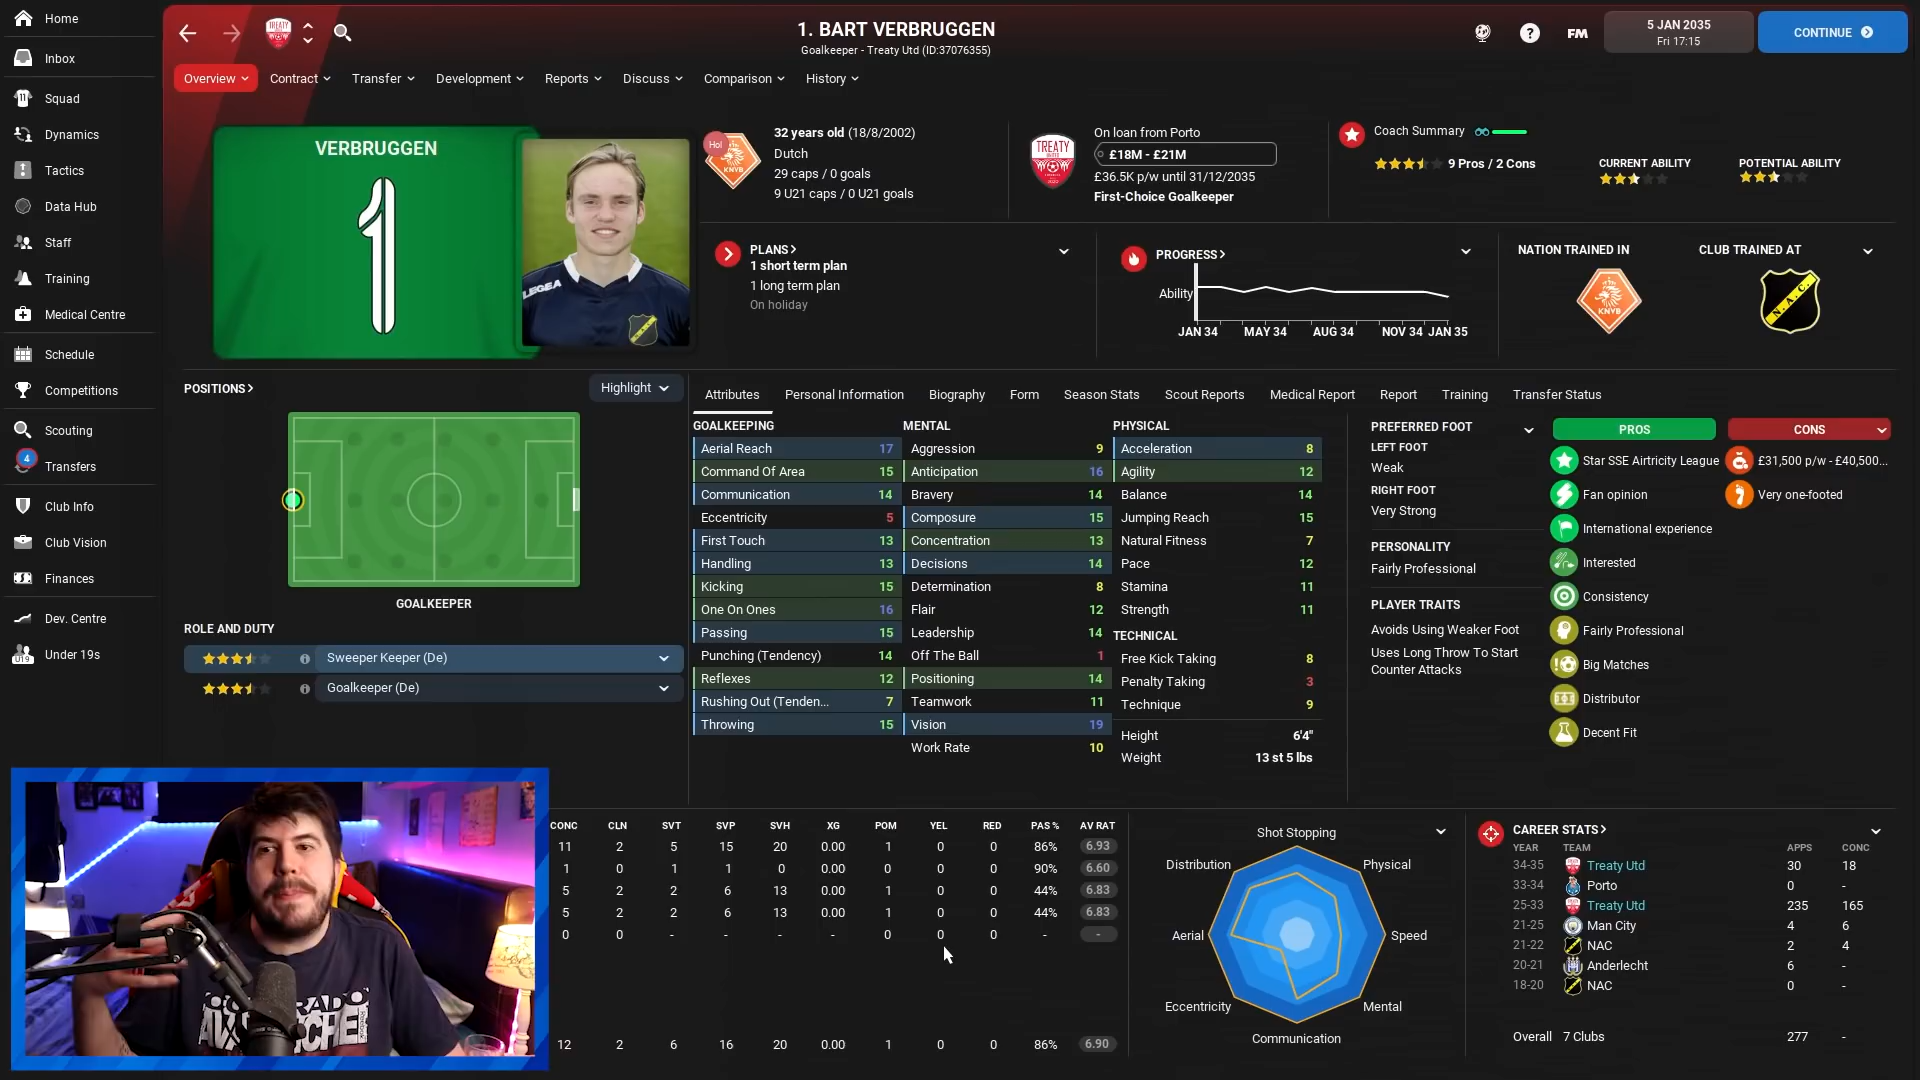 Home
Inbox
Squad
Dynamics
Tactics
Data Hub
Staff
Training
Medical Centre
Schedule
Competitions
Scouting
4
Transfers
Club Info
Club Vision
Finances
Dev. Centre
U19
Under 19s
TREATY
1. BART VERBRUGGEN
Goalkeeper - Treaty Utd (ID:37076355)
?
FM
5 JAN 2035
Fri 17:15
CONTINUE
Overview
Contract
Transfer
Development
Reports
Discuss
Comparison
History
VERBRUGGEN
1
LEGEA
Hol
KNVB
32 years old (18/8/2002)
Dutch
29 caps / 0 goals
9 U21 caps / 0 U21 goals
TREATY
On loan from Porto
£18M - £21M
£36.5K p/w until 31/12/2035
First-Choice Goalkeeper
Coach Summary
9 Pros / 2 Cons
CURRENT ABILITY
POTENTIAL ABILITY
PLANS
1 short term plan
1 long term plan
On holiday
PROGRESS
Ability
JAN 34 MAY 34 AUG 34 NOV 34 JAN 35
NATION TRAINED IN
KNVB
CLUB TRAINED AT
N.A.C.
POSITIONS
Highlight
GOALKEEPER
ROLE AND DUTY
Sweeper Keeper (De)
Goalkeeper (De)
Attributes Personal Information Biography Form Season Stats Scout Reports Medical Report Report Training Transfer Status
GOALKEEPING
Aerial Reach 17
Command Of Area 15
Communication 14
Eccentricity 5
First Touch 13
Handling 13
Kicking 15
One On Ones 16
Passing 15
Punching (Tendency) 14
Reflexes 12
Rushing Out (Tenden... 7
Throwing 15
MENTAL
Aggression 9
Anticipation 16
Bravery 14
Composure 15
Concentration 13
Decisions 14
Determination 8
Flair 12
Leadership 14
Off The Ball 1
Positioning 14
Teamwork 11
Vision 19
Work Rate 10
PHYSICAL
Acceleration 8
Agility 12
Balance 14
Jumping Reach 15
Natural Fitness 7
Pace 12
Stamina 11
Strength 11
TECHNICAL
Free Kick Taking 8
Penalty Taking 3
Technique 9
Height 6'4"
Weight 13 st 5 lbs
PREFERRED FOOT
LEFT FOOT
Weak
RIGHT FOOT
Very Strong
PERSONALITY
Fairly Professional
PLAYER TRAITS
Avoids Using Weaker Foot
Uses Long Throw To Start
Counter Attacks
PROS
Star SSE Airtricity League
Fan opinion
International experience
Interested
Consistency
Fairly Professional
Big Matches
Distributor
Decent Fit
CONS
£31,500 p/w - £40,500...
Very one-footed
CONC CLN SVT SVP SVH XG POM YEL RED PAS % AV RAT
11 2 5 15 20 0.00 1 0 0 86% 6.93
1 0 1 1 0 0.00 0 0 0 90% 6.60
5 2 2 6 13 0.00 1 0 0 44% 6.83
5 2 2 6 13 0.00 1 0 0 44% 6.83
0 0 - - - - 0 0 0 - -
12 2 6 16 20 0.00 1 0 0 86% 6.90
Shot Stopping
Physical
Speed
Mental
Communication
Eccentricity
Aerial
Distribution
CAREER STATS
YEAR TEAM APPS CONC
34-35 Treaty Utd 30 18
33-34 Porto 0 -
25-33 Treaty Utd 235 165
21-25 Man City 4 6
21-22 NAC 2 4
20-21 Anderlecht 6 -
18-20 NAC 0 -
Overall 7 Clubs 277 -